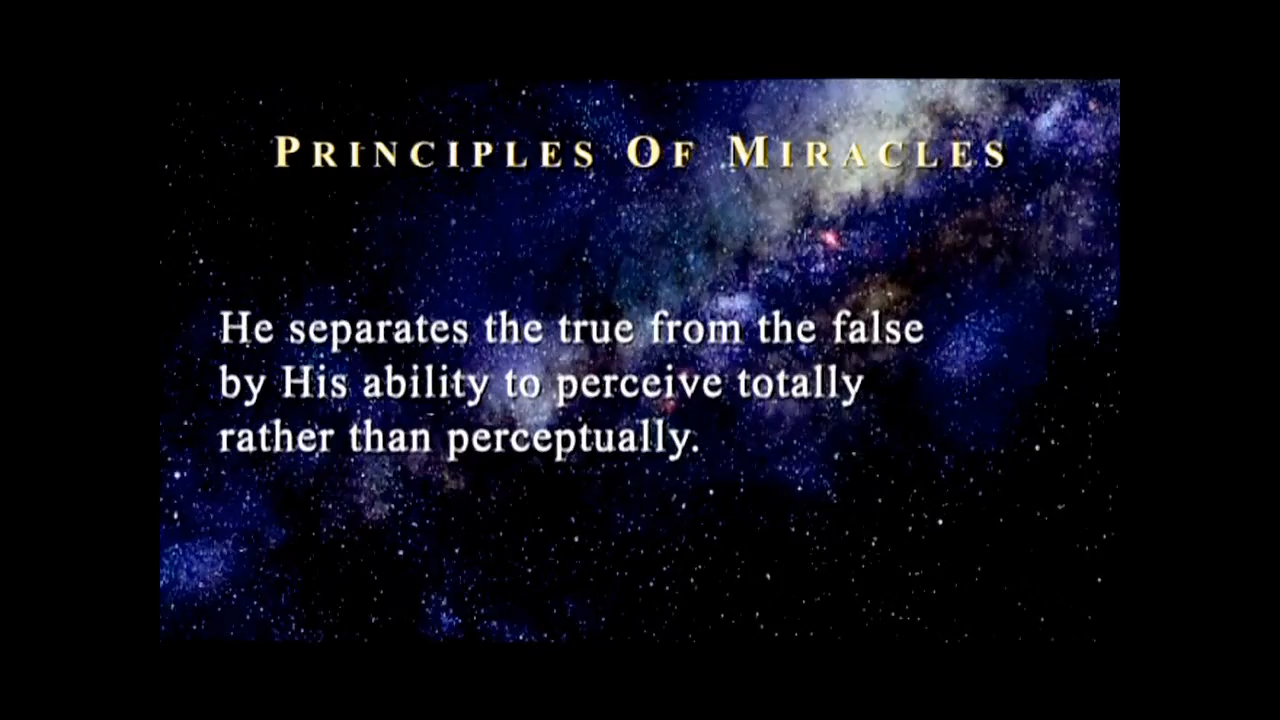 PRINCIPLES OF MIRACLES
He separates the true from the false
by His ability to perceive totally
rather than perceptually.